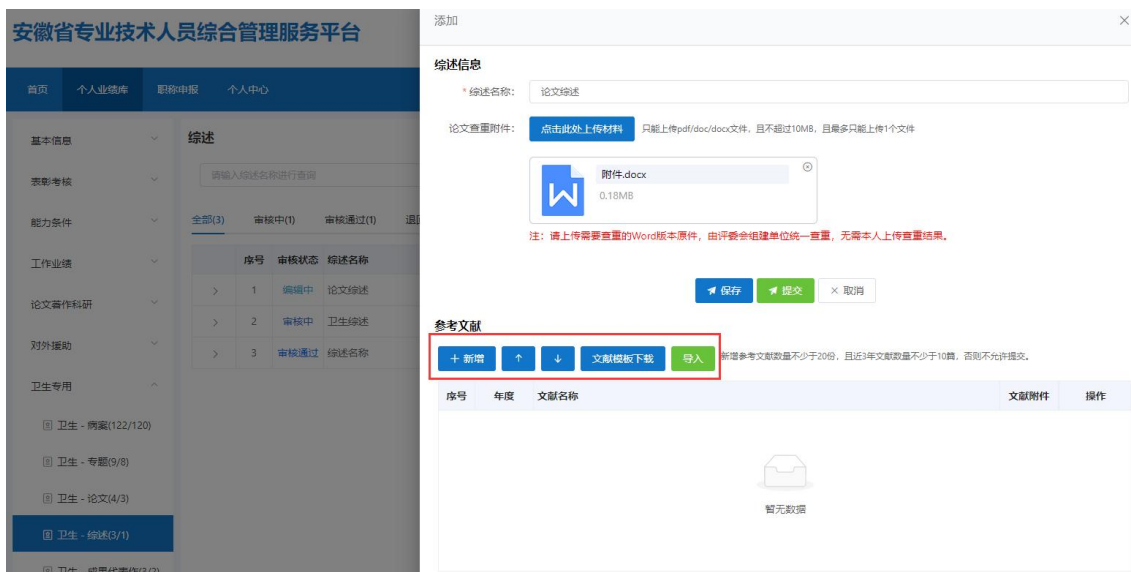 安徽省专业技术人员综合管理服务平台
首页 个人业绩库 职称申报 个人中心
基本信息
表彰考核
能力条件
工作业绩
论文著作科研
对外援助
卫生专用
卫生 - 病案(122/120)
卫生 - 专题(9/8)
卫生 - 论文(4/3)
卫生 - 综述(3/1)
卫生 - 成果代表作(3/2)
综述
请输入综述名称进行查询
全部(3) 审核中(1) 审核通过(1) 退回
序号 审核状态 综述名称
1 编辑中 论文综述
2 审核中 卫生综述
3 审核通过 综述名称
添加
综述信息
* 综述名称: 论文综述
论文查重附件: 点击此处上传材料 只能上传pdf/doc/docx文件，且不超过10MB，且最多只能上传1个文件
附件.docx
0.18MB
注：请上传需要查重的Word版本原件，由评委会组建单位统一查重，无需本人上传查重结果。
保存 提交 × 取消
参考文献
+ 新增 ↑ ↓ 文献模板下载 导入 新增参考文献数量不少于20份，且近3年文献数量不少于10篇，否则不允许提交。
序号 年度 文献名称 文献附件 操作
暂无数据